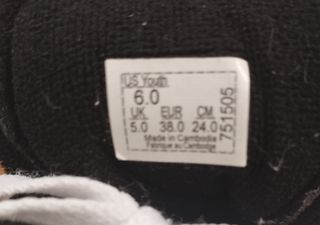 US Youth
6.0
UK EUR CM
5.0 38.0 24.0
Made in Cambodia
Fabrique au Cambodge
751505